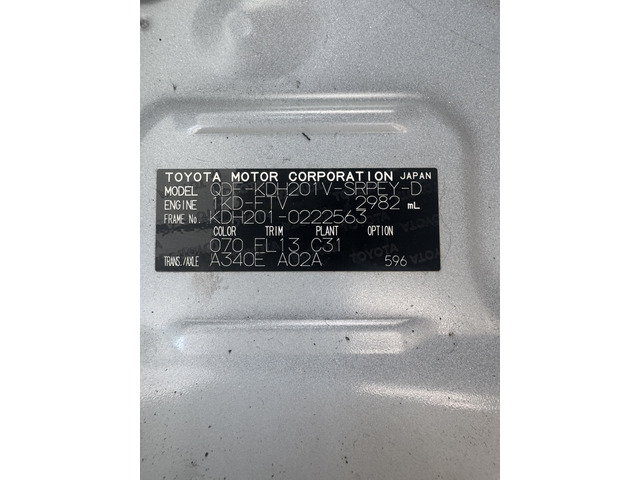 TOYOTA MOTOR CORPORATION JAPAN
MODEL QDF-KDH201V-SRPEY-D
ENGINE 1KD-FTV 2982 mL
FRAME No. KDH201-0222563
COLOR TRIM PLANT OPTION
070 FL13 C31
TRANS./AXLE A340E A02A 596